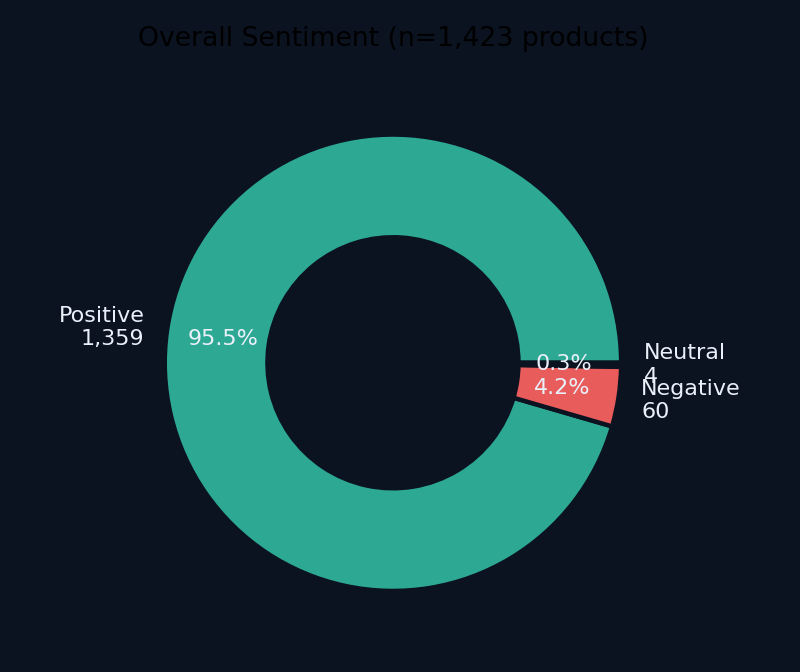 Overall Sentiment (n=1,423 products)
Positive
1,359
95.5%
0.3%
4.2%
Neutral
4
Negative
60